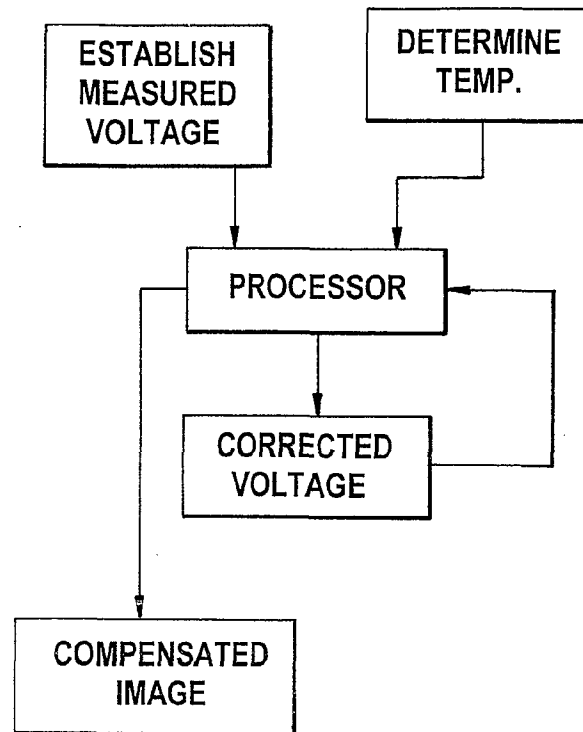 ESTABLISH
MEASURED
VOLTAGE
DETERMINE
TEMP.
PROCESSOR
CORRECTED
VOLTAGE
COMPENSATED
IMAGE